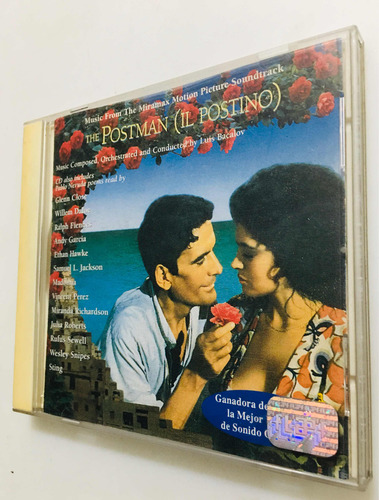 Music From The Miramax Motion Picture Soundtrack
THE POSTMAN (IL POSTINO)
Music Composed, Orchestrated and Conducted by Luis Bacalov
CD also includes
Pablo Neruda poems read by
Glenn Close
Willem
Ralph
Andy Garcia
Ethan Hawke
Samuel L. Jackson
Madonna
Vincent Perez
Miranda Richardson
Julia Roberts
Rufus Sewell
Wesley Snipes
Sting
Ganadora de
la Mejor
de Sonido